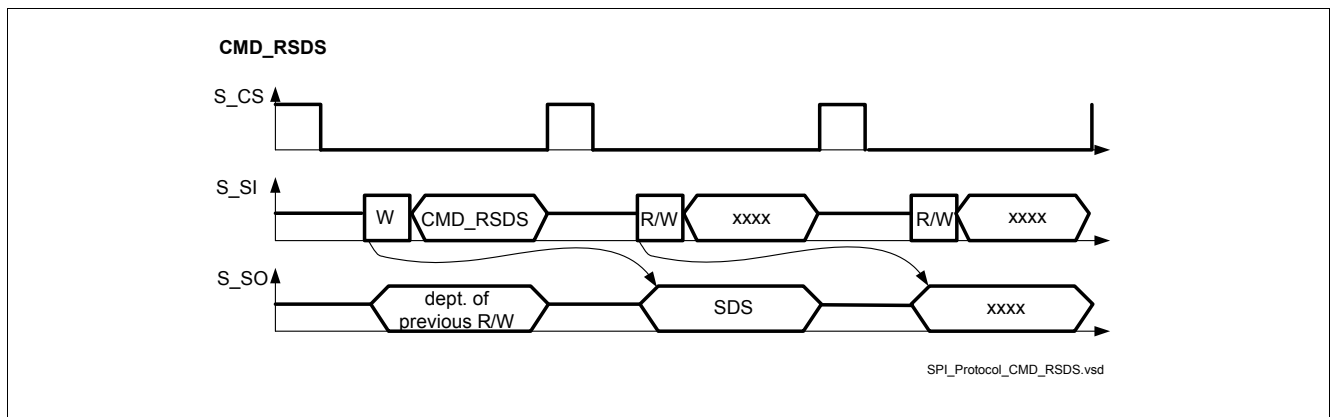 CMD_RSDS
S_CS
S_SI
W
CMD_RSDS
R/W
xxxx
R/W
xxxx
S_SO
dept. of
previous R/W
SDS
xxxx
SPI_Protocol_CMD_RSDS.vsd